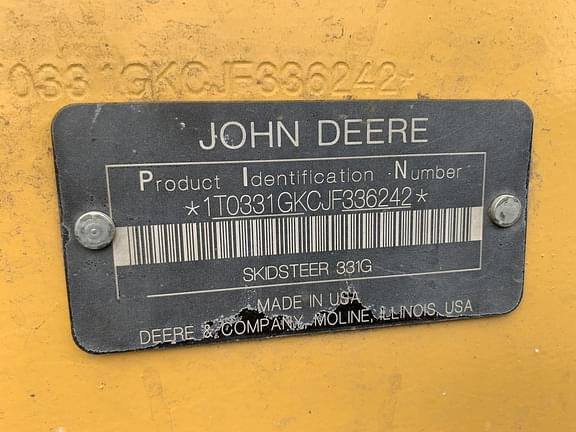 0331GKCJF336242*
JOHN DEERE
Product Identification Number
*1T0331GKCJF336242*
SKIDSTEER 331G
MADE IN USA
DEERE & COMPANY, MOLINE, ILLINOIS, USA